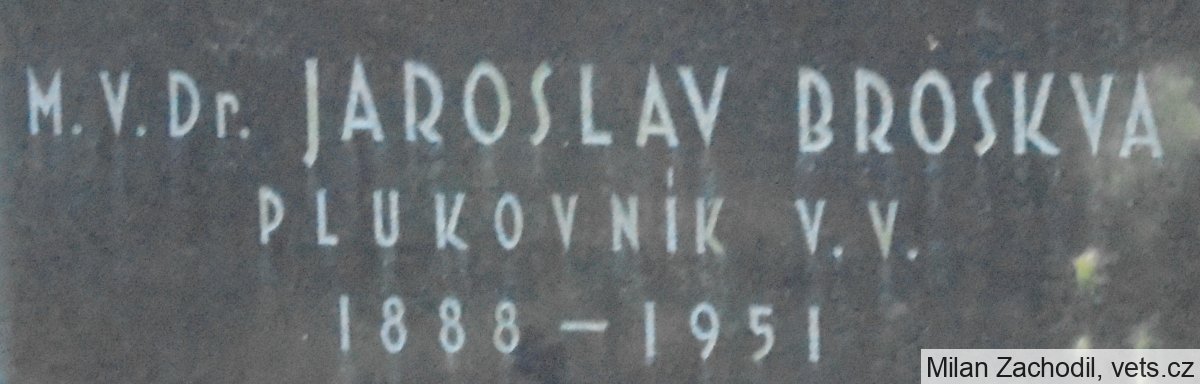 M.V.Dr. JAROSLAV BROSKVA
PLUKOVNÍK V.V.
1888 – 1951
Milan Zachodil, vets.cz